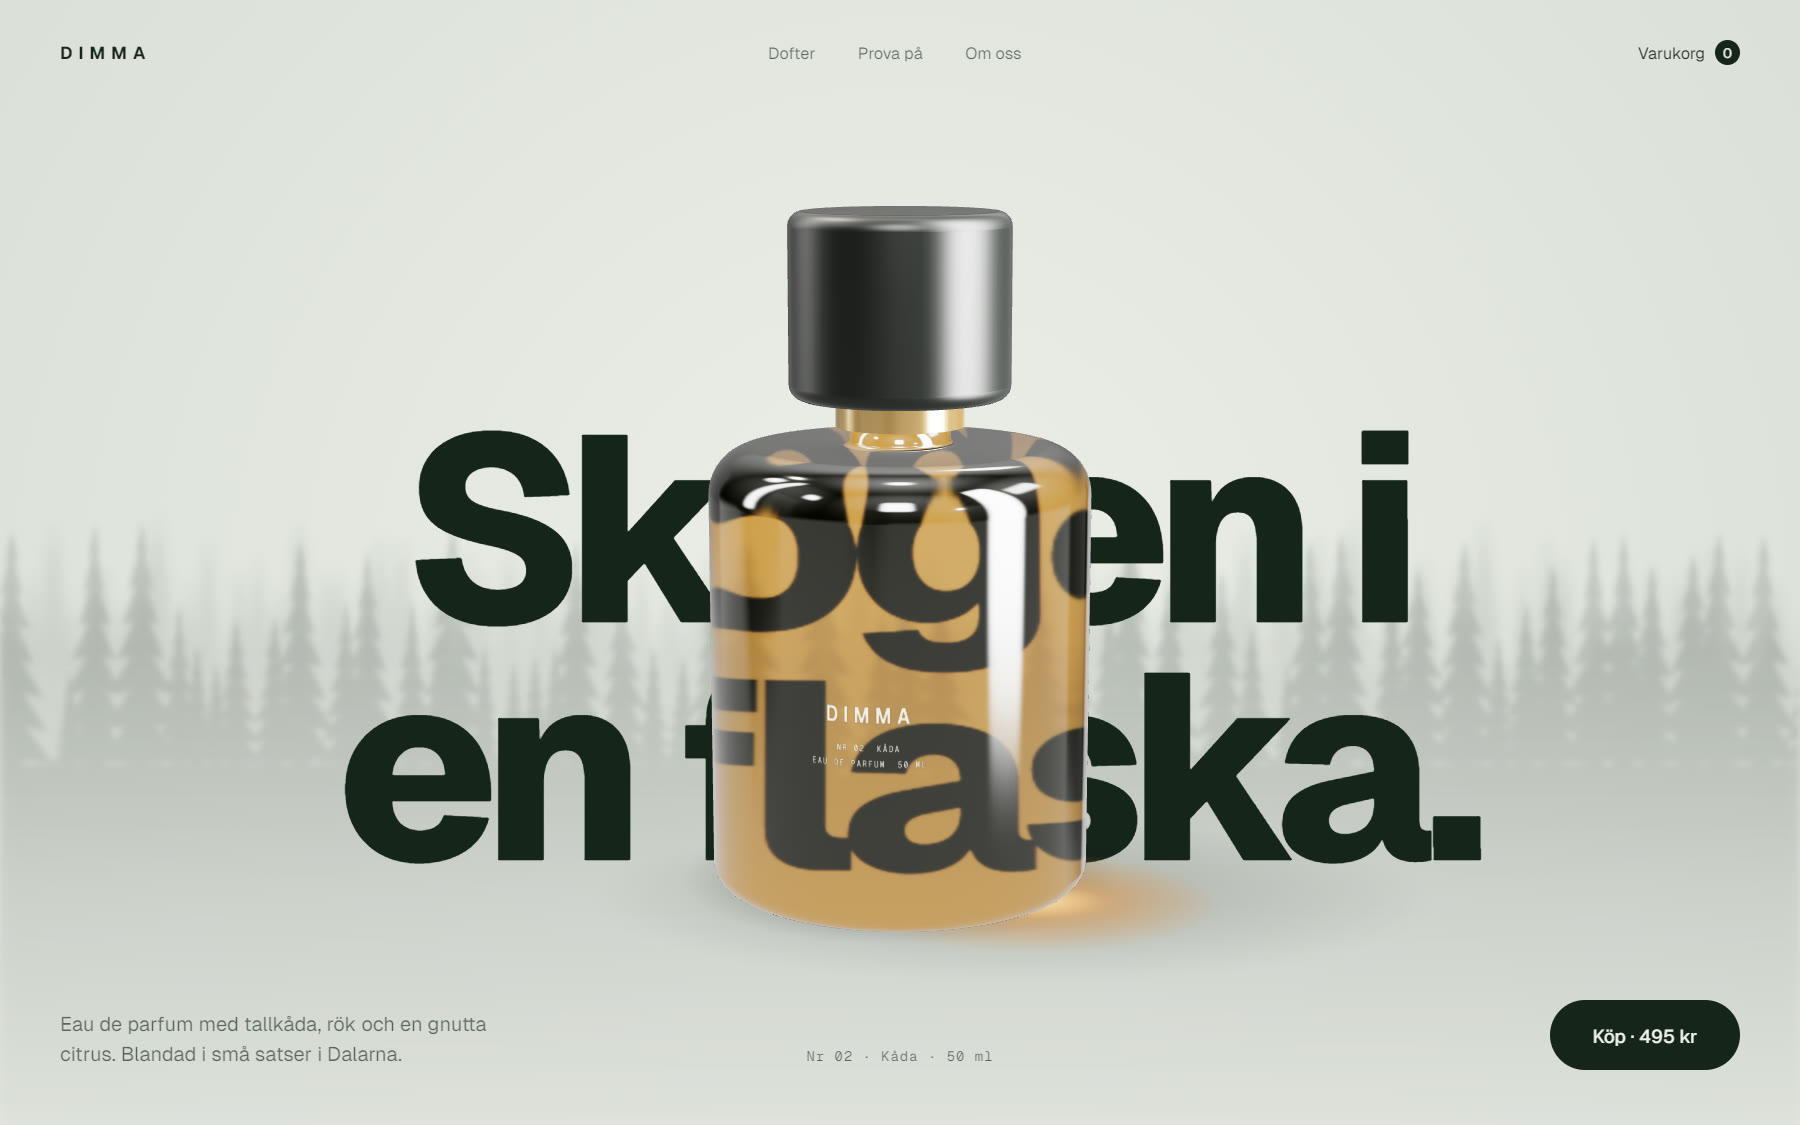 DIMMA
Dofter
Prova på
Om oss
Varukorg 0
Skogen i
en flaska.
DIMMA
NR 02 KÅDA
EAU DE PARFUM 50 ML
Eau de parfum med tallkåda, rök och en gnutta
citrus. Blandad i små satser i Dalarna.
Nr 02 · Kåda · 50 ml
Köp · 495 kr